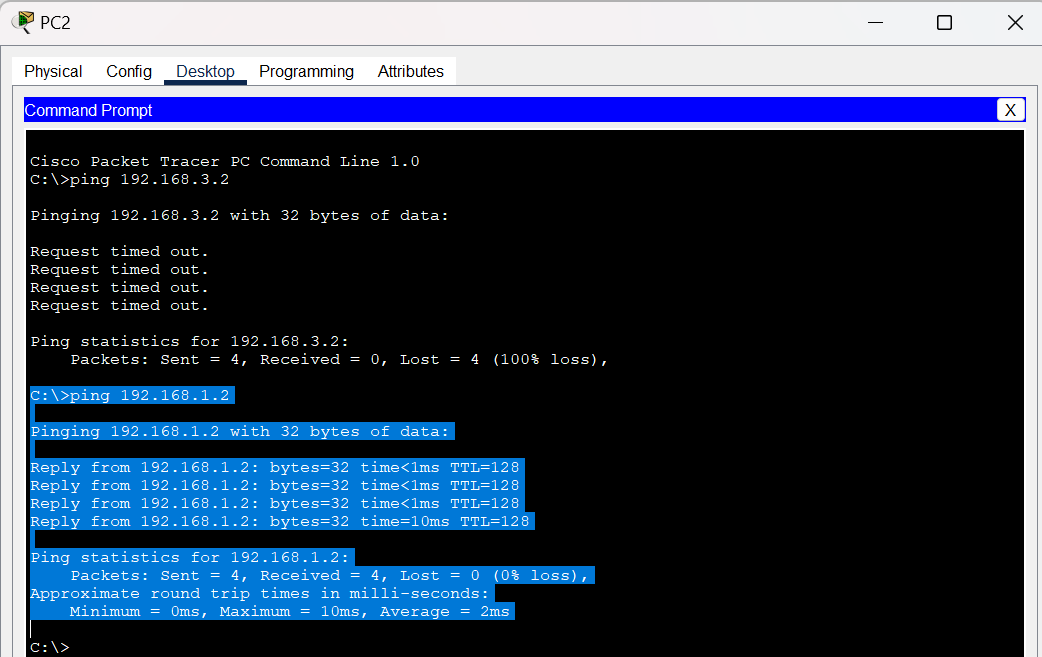 PC2
Physical Config Desktop Programming Attributes
Command Prompt
X
Cisco Packet Tracer PC Command Line 1.0
C:\>ping 192.168.3.2
Pinging 192.168.3.2 with 32 bytes of data:
Request timed out.
Request timed out.
Request timed out.
Request timed out.
Ping statistics for 192.168.3.2:
    Packets: Sent = 4, Received = 0, Lost = 4 (100% loss),
C:\>ping 192.168.1.2
Pinging 192.168.1.2 with 32 bytes of data:
Reply from 192.168.1.2: bytes=32 time<1ms TTL=128
Reply from 192.168.1.2: bytes=32 time<1ms TTL=128
Reply from 192.168.1.2: bytes=32 time<1ms TTL=128
Reply from 192.168.1.2: bytes=32 time=10ms TTL=128
Ping statistics for 192.168.1.2:
    Packets: Sent = 4, Received = 4, Lost = 0 (0% loss),
Approximate round trip times in milli-seconds:
    Minimum = 0ms, Maximum = 10ms, Average = 2ms
C:\>